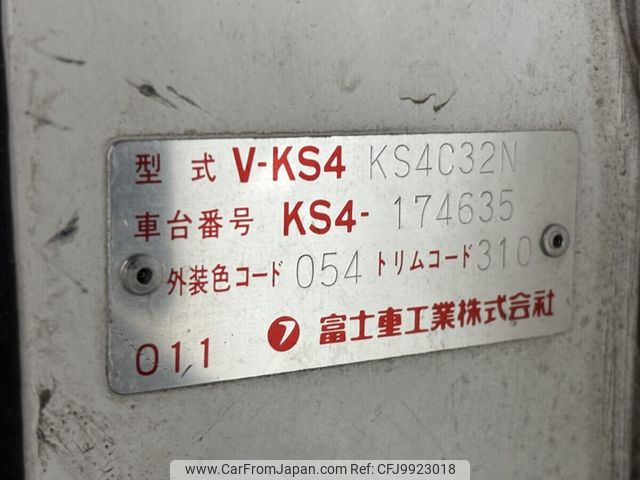 型式 V-KS4 KS4C32N
車台番号 KS4- 174635
外装色コード 054 トリムコード 310
011 フ 富士重工業株式会社
www.CarFromJapan.com | CFJ9923018